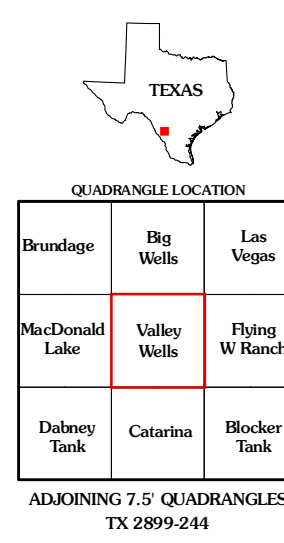 TEXAS
QUADRANGLE LOCATION
Brundage
Big
Wells
Las
Vegas
MacDonald
Lake
Valley
Wells
Flying
W Ranch
Dabney
Tank
Catarina
Blocker
Tank
ADJOINING 7.5' QUADRANGLES
TX 2899-244